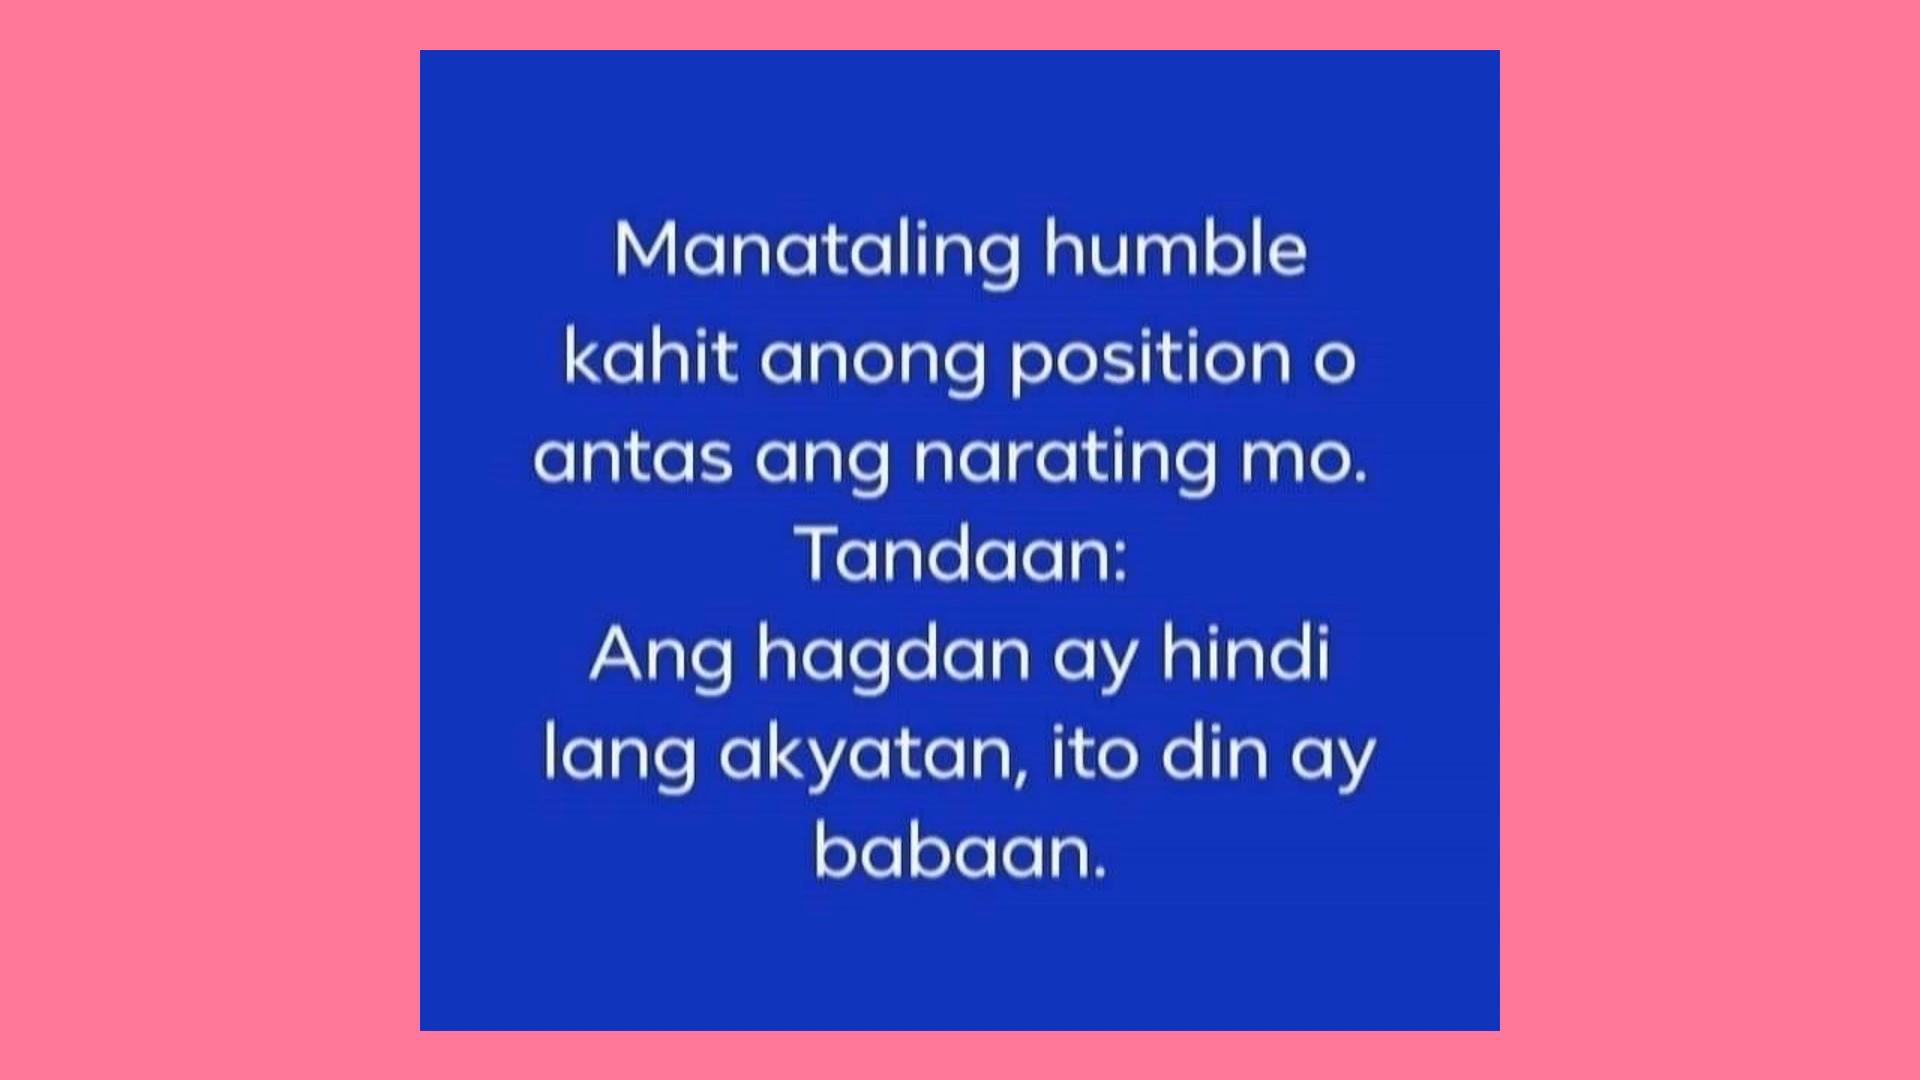 Manataling humble
kahit anong position o
antas ang narating mo.
Tandaan:
Ang hagdan ay hindi
lang akyatan, ito din ay
babaan.